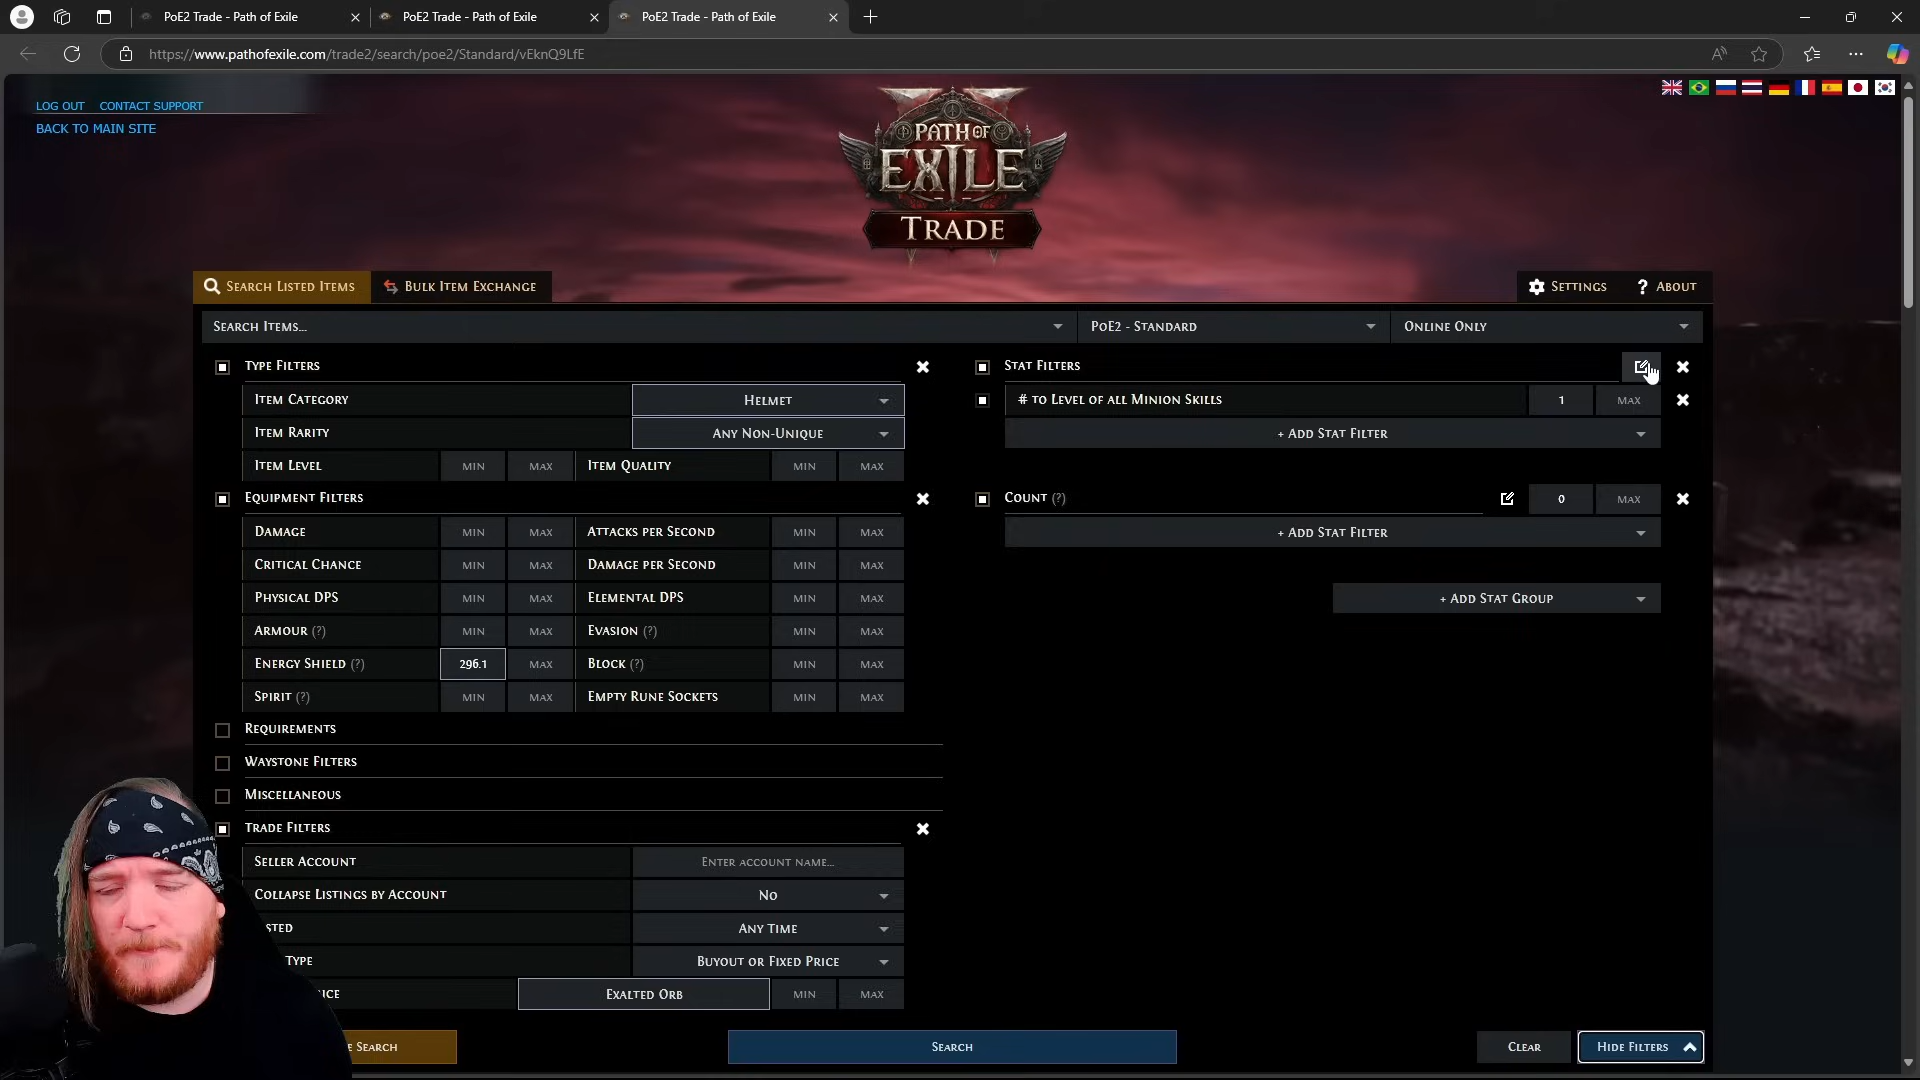 PoE2 Trade - Path of Exile
PoE2 Trade - Path of Exile
PoE2 Trade - Path of Exile
https://www.pathofexile.com/trade2/search/poe2/Standard/vEknQ9LfE
LOG OUT CONTACT SUPPORT
BACK TO MAIN SITE
PATH OF
EXILE
TRADE
SEARCH LISTED ITEMS
BULK ITEM EXCHANGE
SETTINGS
? ABOUT
SEARCH ITEMS...
POE2 - STANDARD
ONLINE ONLY
TYPE FILTERS
ITEM CATEGORY HELMET
ITEM RARITY ANY NON-UNIQUE
ITEM LEVEL MIN MAX ITEM QUALITY MIN MAX
EQUIPMENT FILTERS
DAMAGE MIN MAX ATTACKS PER SECOND MIN MAX
CRITICAL CHANCE MIN MAX DAMAGE PER SECOND MIN MAX
PHYSICAL DPS MIN MAX ELEMENTAL DPS MIN MAX
ARMOUR (?) MIN MAX EVASION (?) MIN MAX
ENERGY SHIELD (?) 296.1 MAX BLOCK (?) MIN MAX
SPIRIT (?) MIN MAX EMPTY RUNE SOCKETS MIN MAX
REQUIREMENTS
WAYSTONE FILTERS
MISCELLANEOUS
TRADE FILTERS
SELLER ACCOUNT ENTER ACCOUNT NAME...
COLLAPSE LISTINGS BY ACCOUNT NO
STED ANY TIME
TYPE BUYOUT OR FIXED PRICE
ICE EXALTED ORB MIN MAX
STAT FILTERS
# TO LEVEL OF ALL MINION SKILLS 1 MAX
+ ADD STAT FILTER
COUNT (?) 0 MAX
+ ADD STAT FILTER
+ ADD STAT GROUP
E SEARCH
SEARCH
CLEAR
HIDE FILTERS